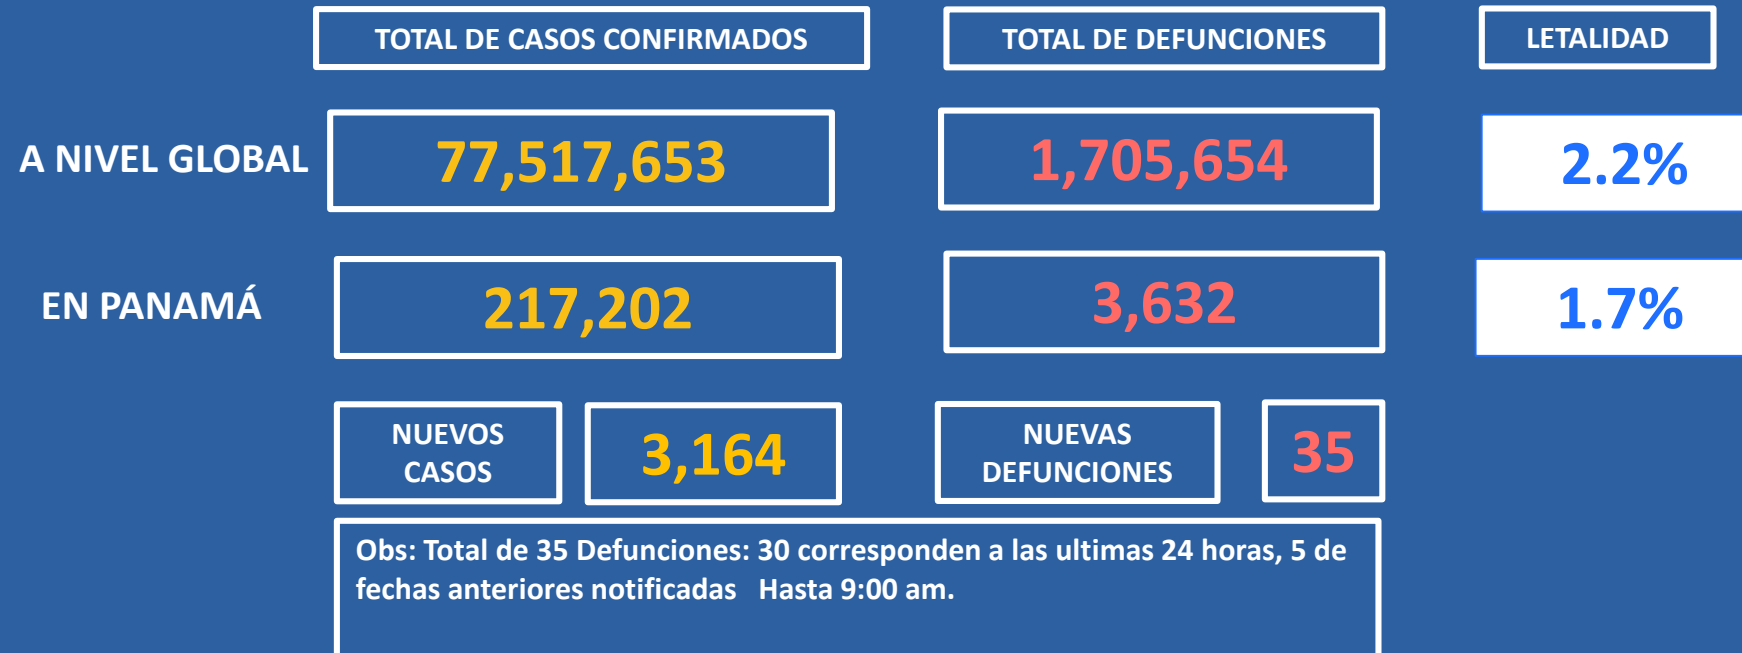 TOTAL DE CASOS CONFIRMADOS
TOTAL DE DEFUNCIONES
LETALIDAD
A NIVEL GLOBAL
77,517,653
1,705,654
2.2%
EN PANAMÁ
217,202
3,632
1.7%
NUEVOS
CASOS
3,164
NUEVAS
DEFUNCIONES
35
Obs: Total de 35 Defunciones: 30 corresponden a las ultimas 24 horas, 5 de
fechas anteriores notificadas   Hasta 9:00 am.